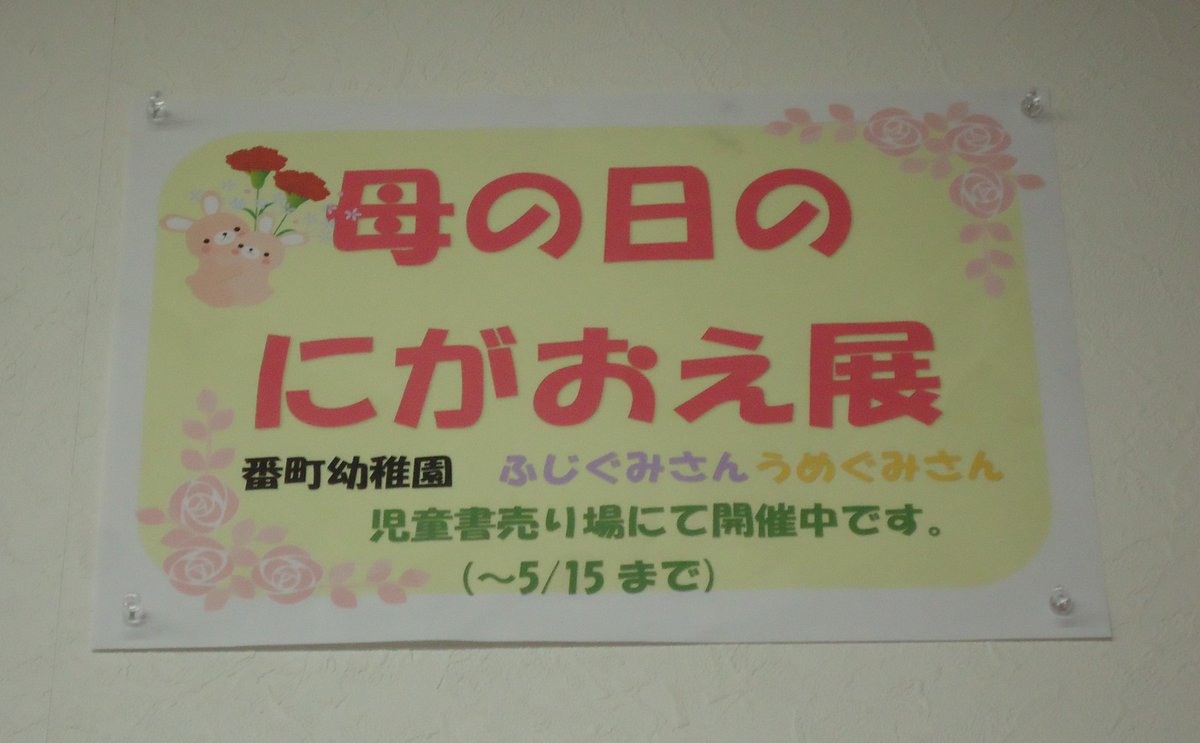 母の日の
にがおえ展
番町幼稚園 ふじぐみさん うめぐみさん
児童書売り場にて開催中です。
(～5/15まで)